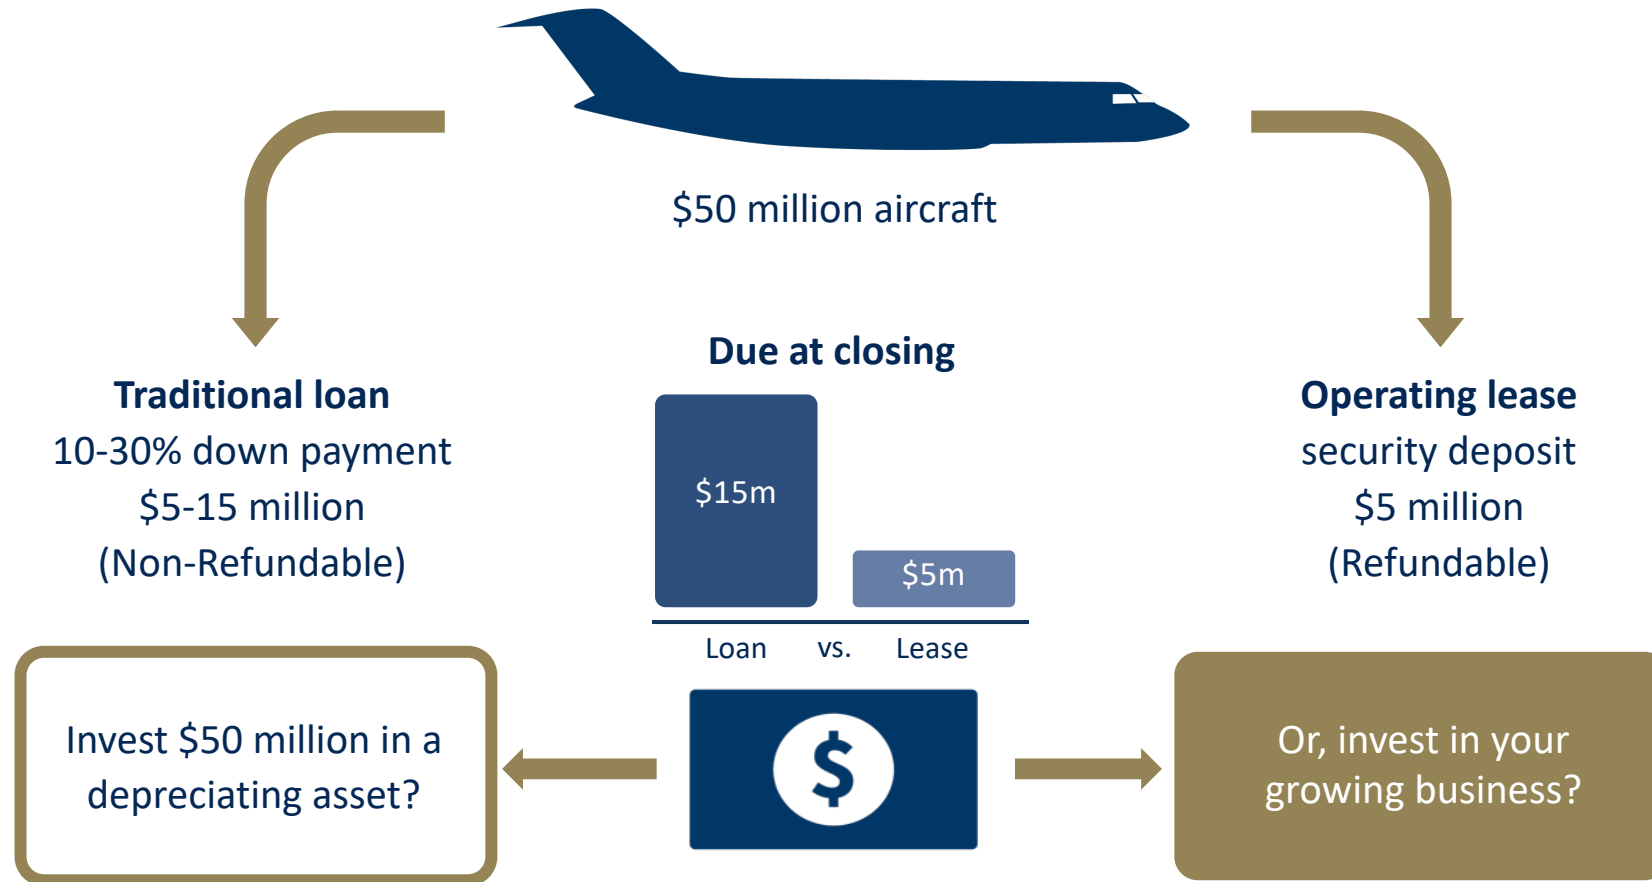 $50 million aircraft
Traditional loan
10-30% down payment
$5-15 million
(Non-Refundable)
Due at closing
$15m
$5m
Loan vs. Lease
Operating lease
security deposit
$5 million
(Refundable)
Invest $50 million in a
depreciating asset?
$
Or, invest in your
growing business?